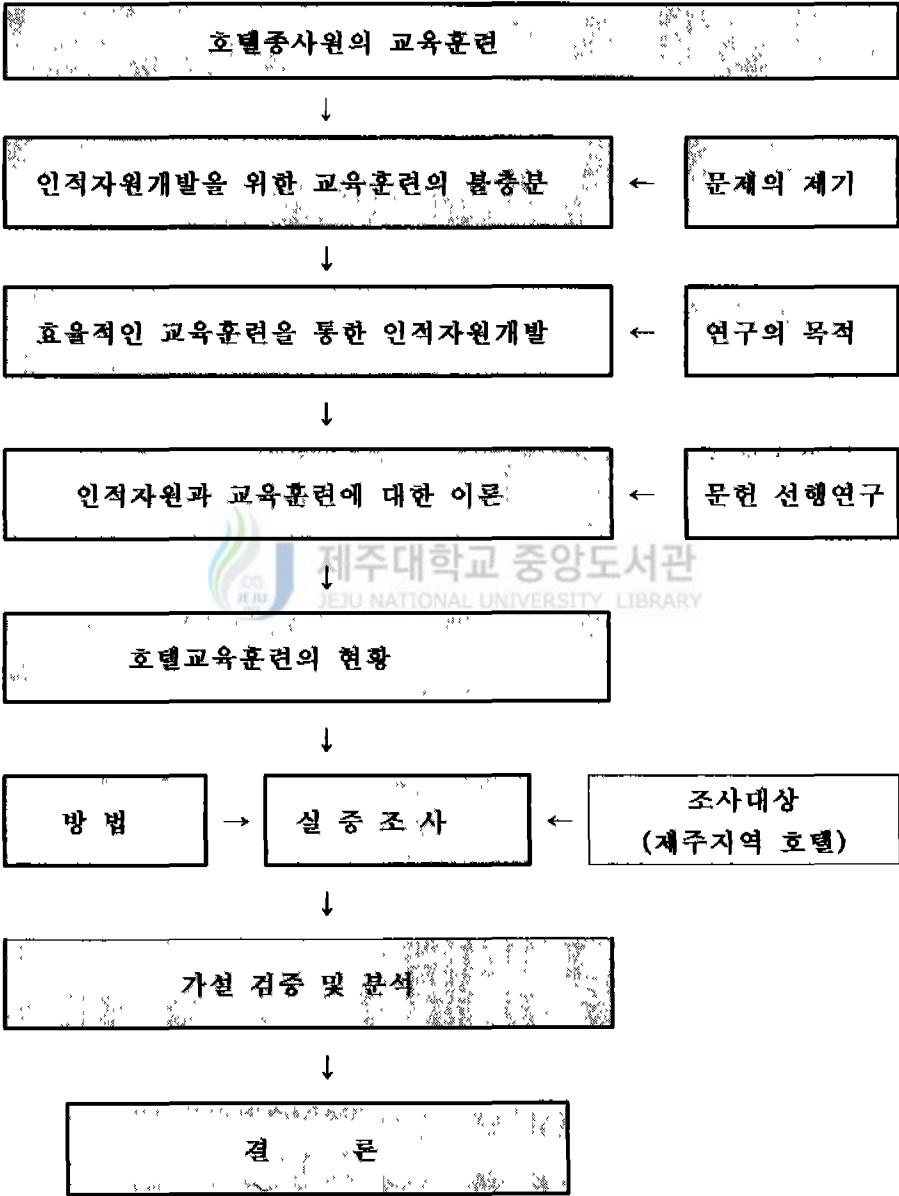 호텔종사원의 교육훈련
↓
인적자원개발을 위한 교육훈련의 불충분 ← 문제의 제기
↓
효율적인 교육훈련을 통한 인적자원개발 ← 연구의 목적
↓
인적자원과 교육훈련에 대한 이론 ← 문헌 선행연구
제주대학교 중앙도서관
JEJU NATIONAL UNIVERSITY LIBRARY
JEJU
↓
호텔교육훈련의 현황
↓
방 법 → 실 증 조 사 ← 조사대상
(제주지역 호텔)
↓
가설 검증 및 분석
↓
결 론